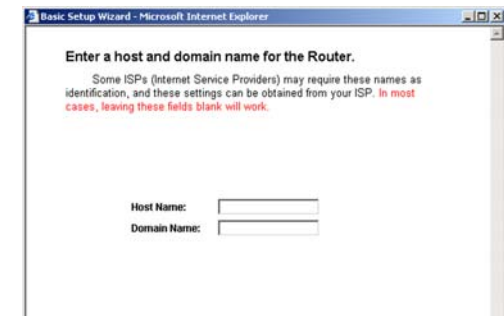 Basic Setup Wizard - Microsoft Internet Explorer
Enter a host and domain name for the Router.
Some ISPs (Internet Service Providers) may require these names as
identification, and these settings can be obtained from your ISP. In most
cases, leaving these fields blank will work.
Host Name:
Domain Name: